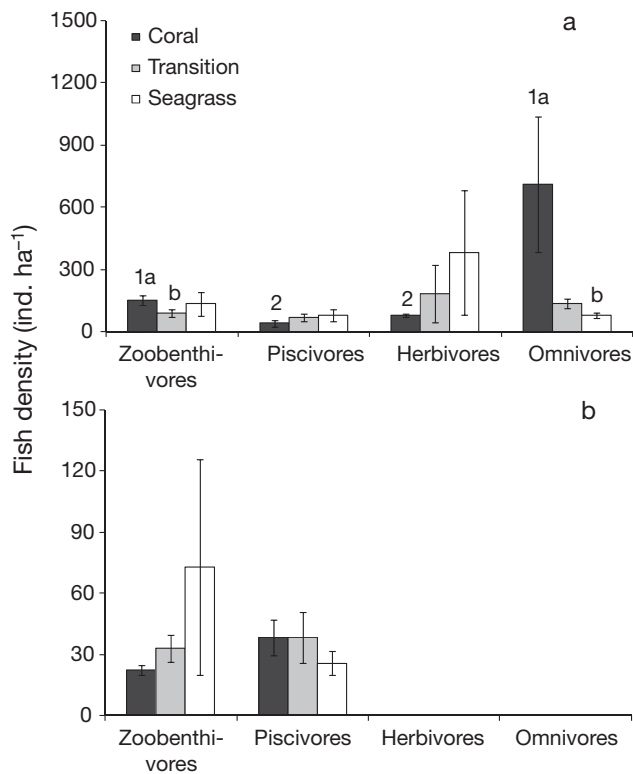 1500
1200
900
600
300
0
a
Coral
Transition
Seagrass
1a
b
2
2
1a
b
Zoobenthi-
vores
Piscivores
Herbivores
Omnivores
Fish density (ind. ha⁻¹)
150
120
90
60
30
0
b
Zoobenthi-
vores
Piscivores
Herbivores
Omnivores